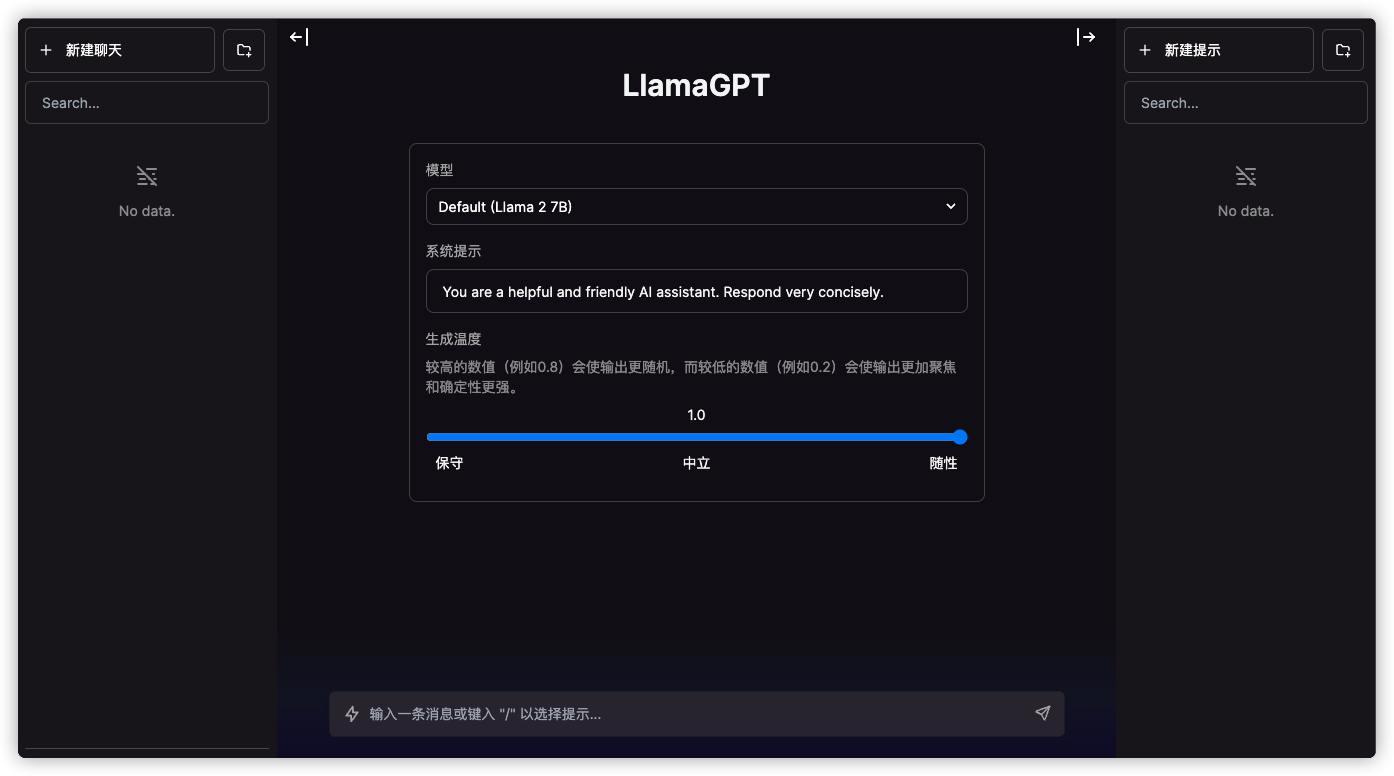 新建聊天
Search...
No data.
LlamaGPT
模型
Default (Llama 2 7B)
系统提示
You are a helpful and friendly AI assistant. Respond very concisely.
生成温度
较高的数值（例如0.8）会使输出更随机，而较低的数值（例如0.2）会使输出更加聚焦
和确定性更强。
1.0
保守 中立 随性
输入一条消息或键入 "/" 以选择提示...
新建提示
Search...
No data.